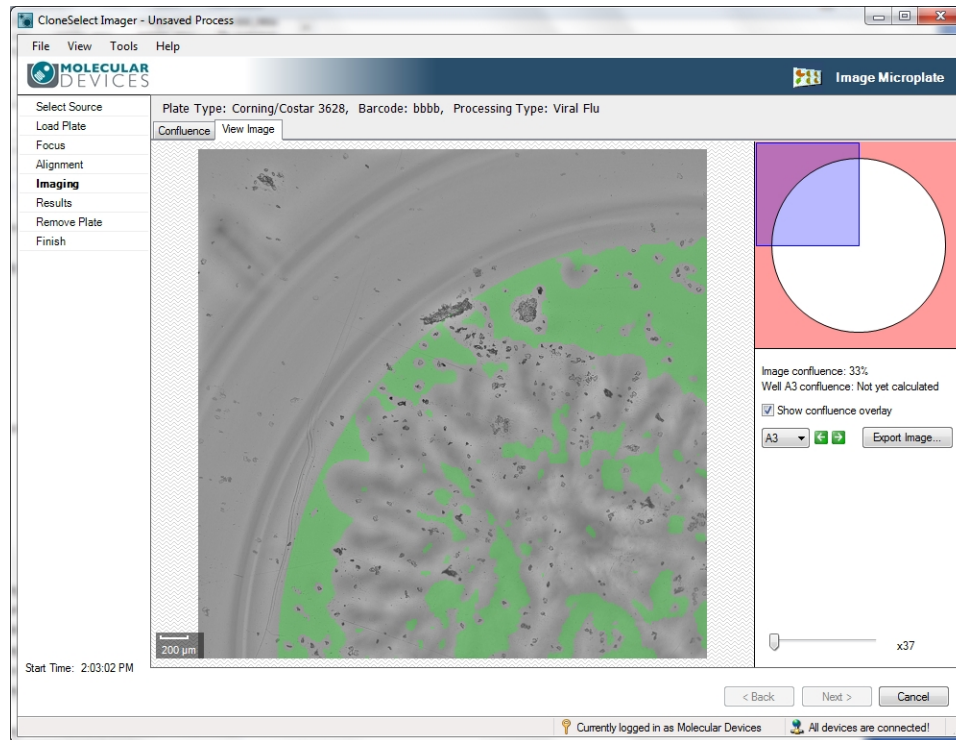 CloneSelect Imager - Unsaved Process
File View Tools Help
MOLECULAR
DEVICES
Image Microplate
Select Source
Load Plate
Focus
Alignment
Imaging
Results
Remove Plate
Finish
Plate Type: Corning/Costar 3628, Barcode: bbbb, Processing Type: Viral Flu
Confluence View Image
200 µm
Image confluence: 33%
Well A3 confluence: Not yet calculated
Show confluence overlay
A3 Export Image...
x37
Start Time: 2:03:02 PM
< Back Next > Cancel
Currently logged in as Molecular Devices All devices are connected!